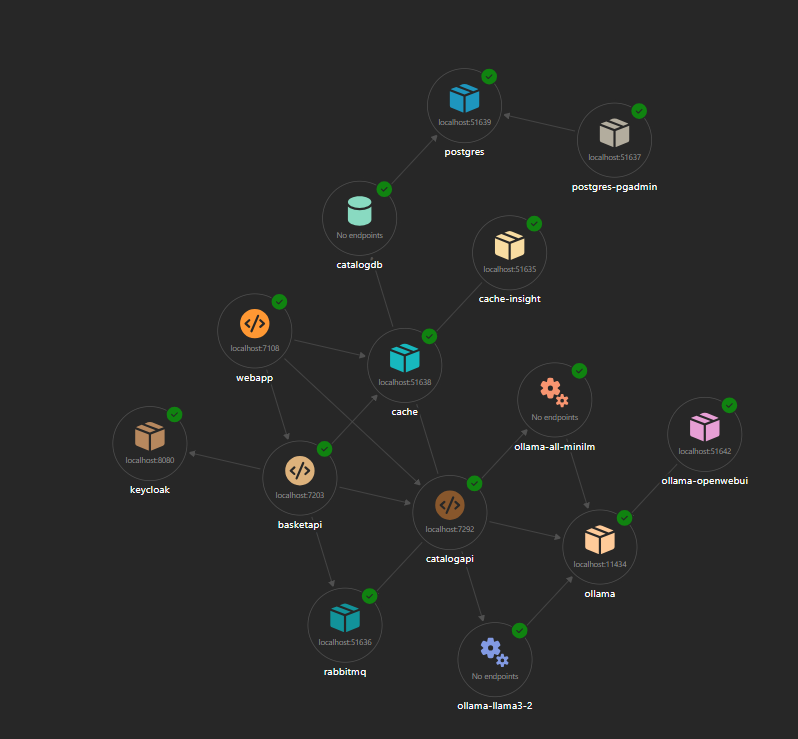 localhost:51639
postgres
localhost:51637
postgres-pgadmin
No endpoints
catalogdb
localhost:51635
cache-insight
localhost:7108
webapp
localhost:51638
cache
No endpoints
ollama-all-minilm
localhost:8080
keycloak
localhost:51642
ollama-openwebui
localhost:7203
basketapi
localhost:7292
catalogapi
localhost:11434
ollama
localhost:51636
rabbitmq
No endpoints
ollama-llama3-2